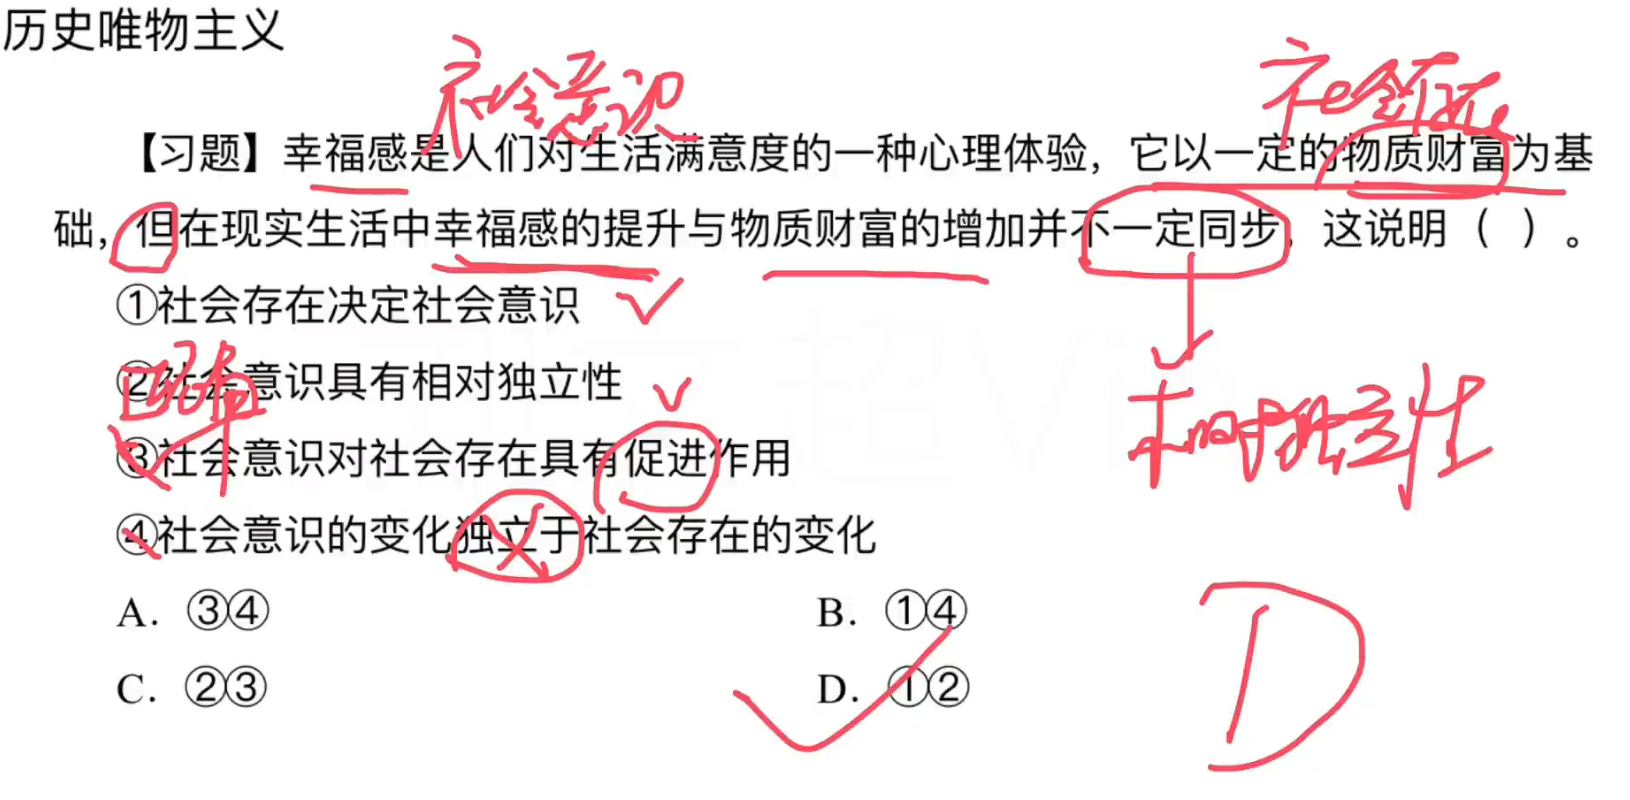 历史唯物主义
社会意识
社会存在
【习题】幸福感是人们对生活满意度的一种心理体验，它以一定的物质财富为基
础，但在现实生活中幸福感的提升与物质财富的增加并不一定同步，这说明（ ）。
①社会存在决定社会意识
②社会意识具有相对独立性
相对独立性
③社会意识对社会存在具有促进作用
④社会意识的变化独立于社会存在的变化
A. ③④
B. ①④
C. ②③
D. ①②
D